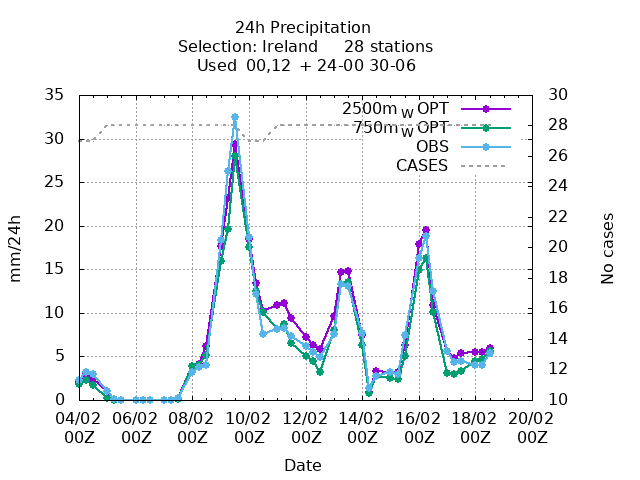 24h Precipitation
Selection: Ireland 28 stations
Used 00,12 + 24-00 30-06
35
30
25
20
15
10
5
0
mm/24h
2500m W OPT
750m W OPT
OBS
CASES
30
28
26
24
22
20
18
16
14
12
10
No cases
04/02 06/02 08/02 10/02 12/02 14/02 16/02 18/02 20/02
00Z 00Z 00Z 00Z 00Z 00Z 00Z 00Z 00Z
Date